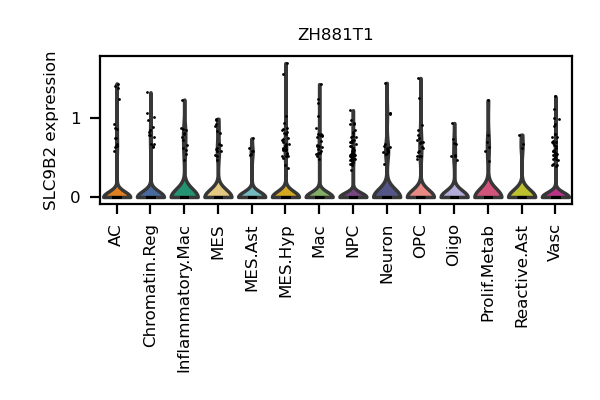 ZH881T1
SLC9B2 expression
1
0
AC
Chromatin.Reg
Inflammatory.Mac
MES
MES.Ast
MES.Hyp
Mac
NPC
Neuron
OPC
Oligo
Prolif.Metab
Reactive.Ast
Vasc